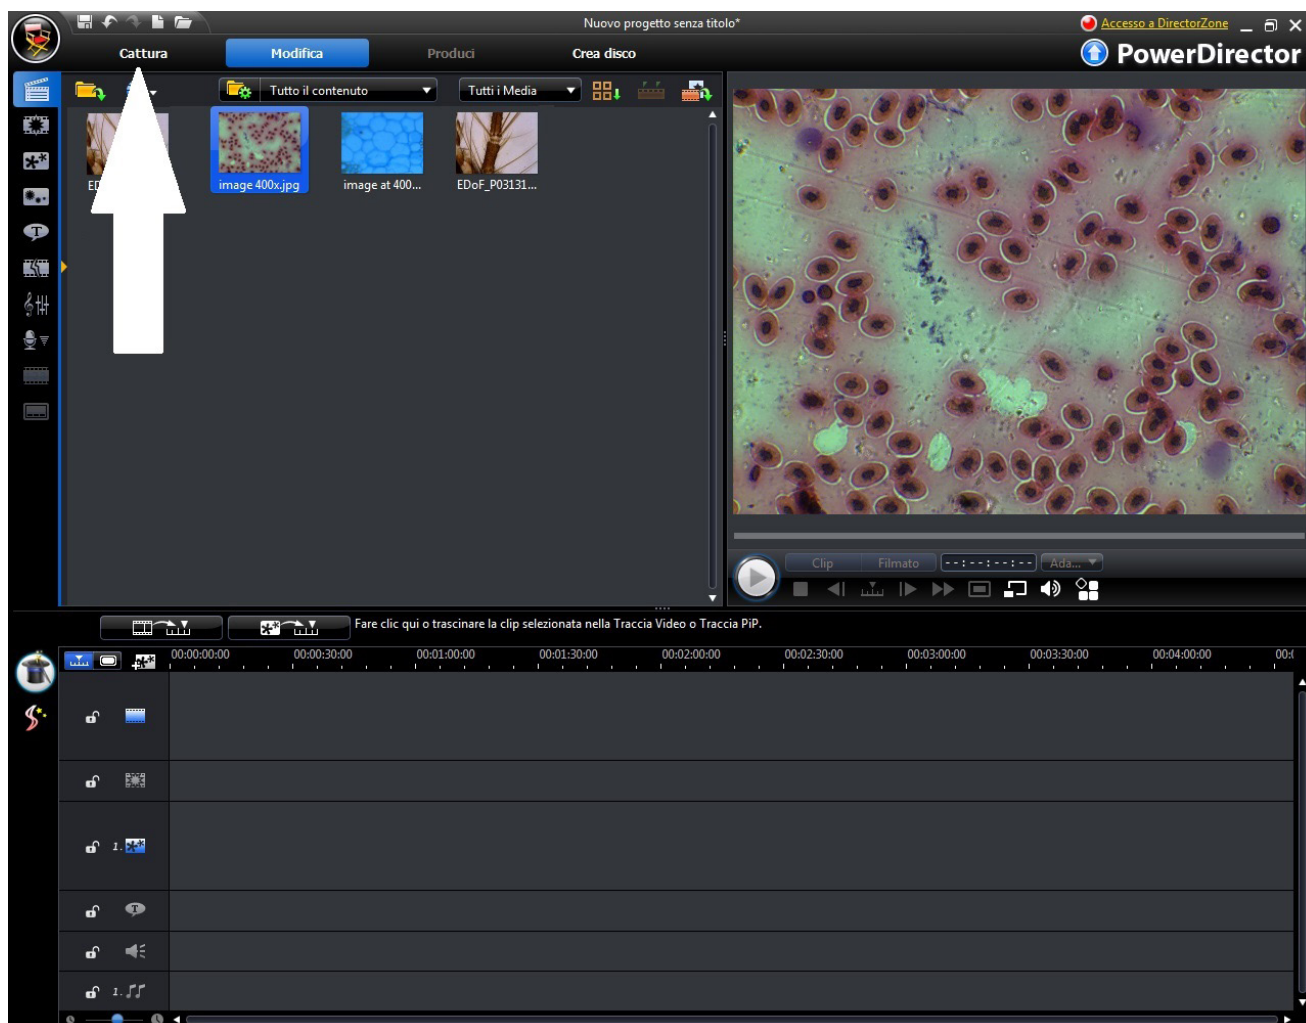 Nuovo progetto senza titolo*
Accesso a DirectorZone
Cattura
Modifica
Produci
Crea disco
PowerDirector
Tutto il contenuto
Tutti i Media
image 400x.jpg
image at 400...
EDoF_P03131...
Clip
Filmato
--:--:--:--
Ada...
Fare clic qui o trascinare la clip selezionata nella Traccia Video o Traccia PiP.
00:00:00:00
00:00:30:00
00:01:00:00
00:01:30:00
00:02:00:00
00:02:30:00
00:03:00:00
00:03:30:00
00:04:00:00
1.
T
1.